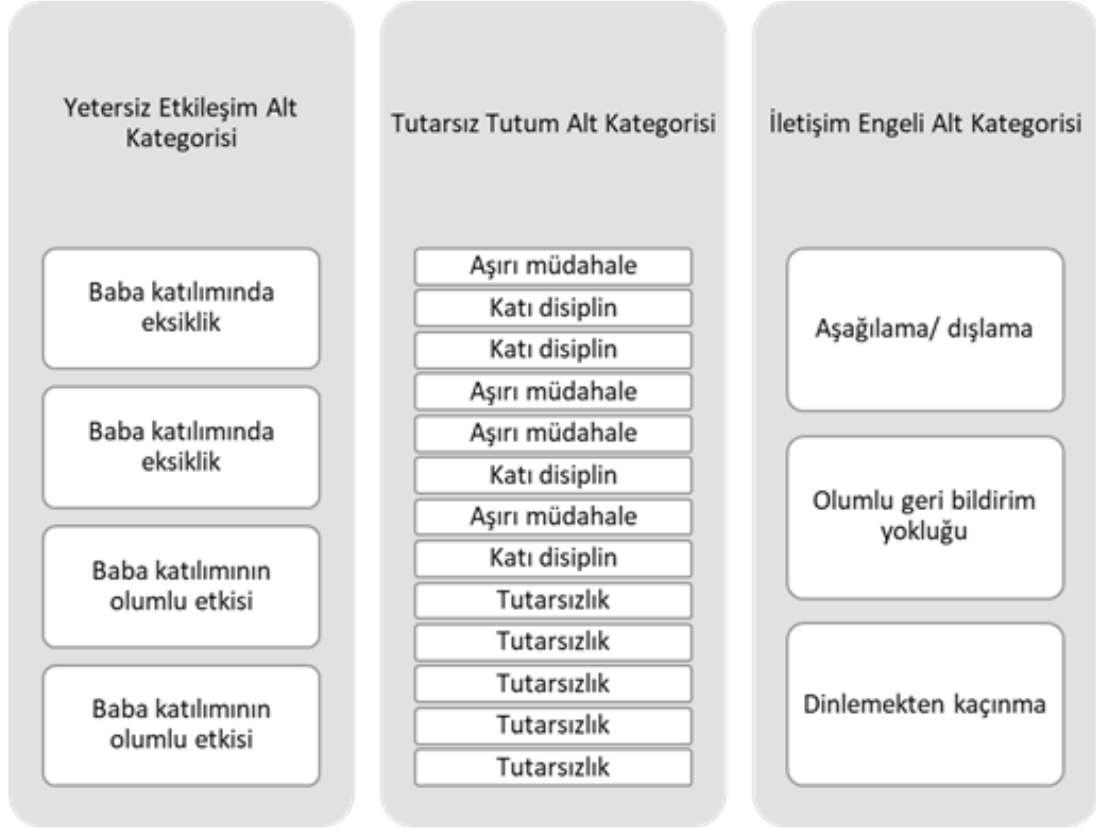 Yetersiz Etkileşim Alt
Kategorisi
Baba katılımında
eksiklik
Baba katılımında
eksiklik
Baba katılımının
olumlu etkisi
Baba katılımının
olumlu etkisi
Tutarsız Tutum Alt Kategorisi
Aşırı müdahale
Katı disiplin
Katı disiplin
Aşırı müdahale
Aşırı müdahale
Katı disiplin
Aşırı müdahale
Katı disiplin
Tutarsızlık
Tutarsızlık
Tutarsızlık
Tutarsızlık
Tutarsızlık
İletişim Engeli Alt Kategorisi
Aşağılama/ dışlama
Olumlu geri bildirim
yokluğu
Dinlemekten kaçınma